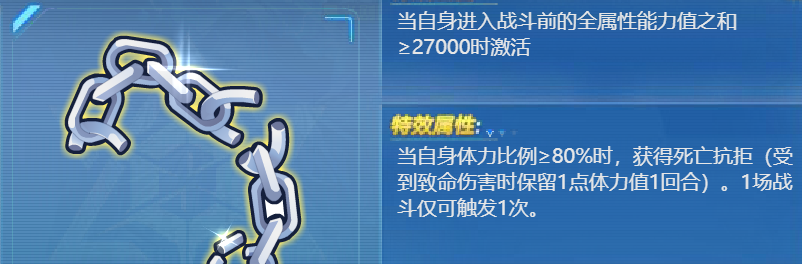 当自身进入战斗前的全属性能力值之和
≥27000时激活
特效属性:
当自身体力比例≥80%时，获得死亡抗拒（受
到致命伤害时保留1点体力值1回合）。1场战
斗仅可触发1次。